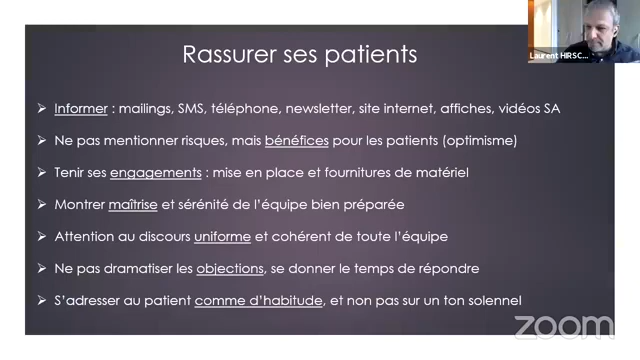 Rassurer ses patients
Laurent HIRSC...
➤ Informer : mailings, SMS, téléphone, newsletter, site internet, affiches, vidéos SA
➤ Ne pas mentionner risques, mais bénéfices pour les patients (optimisme)
➤ Tenir ses engagements : mise en place et fournitures de matériel
➤ Montrer maîtrise et sérénité de l'équipe bien préparée
➤ Attention au discours uniforme et cohérent de toute l'équipe
➤ Ne pas dramatiser les objections, se donner le temps de répondre
➤ S'adresser au patient comme d'habitude, et non pas sur un ton solennel
zoom